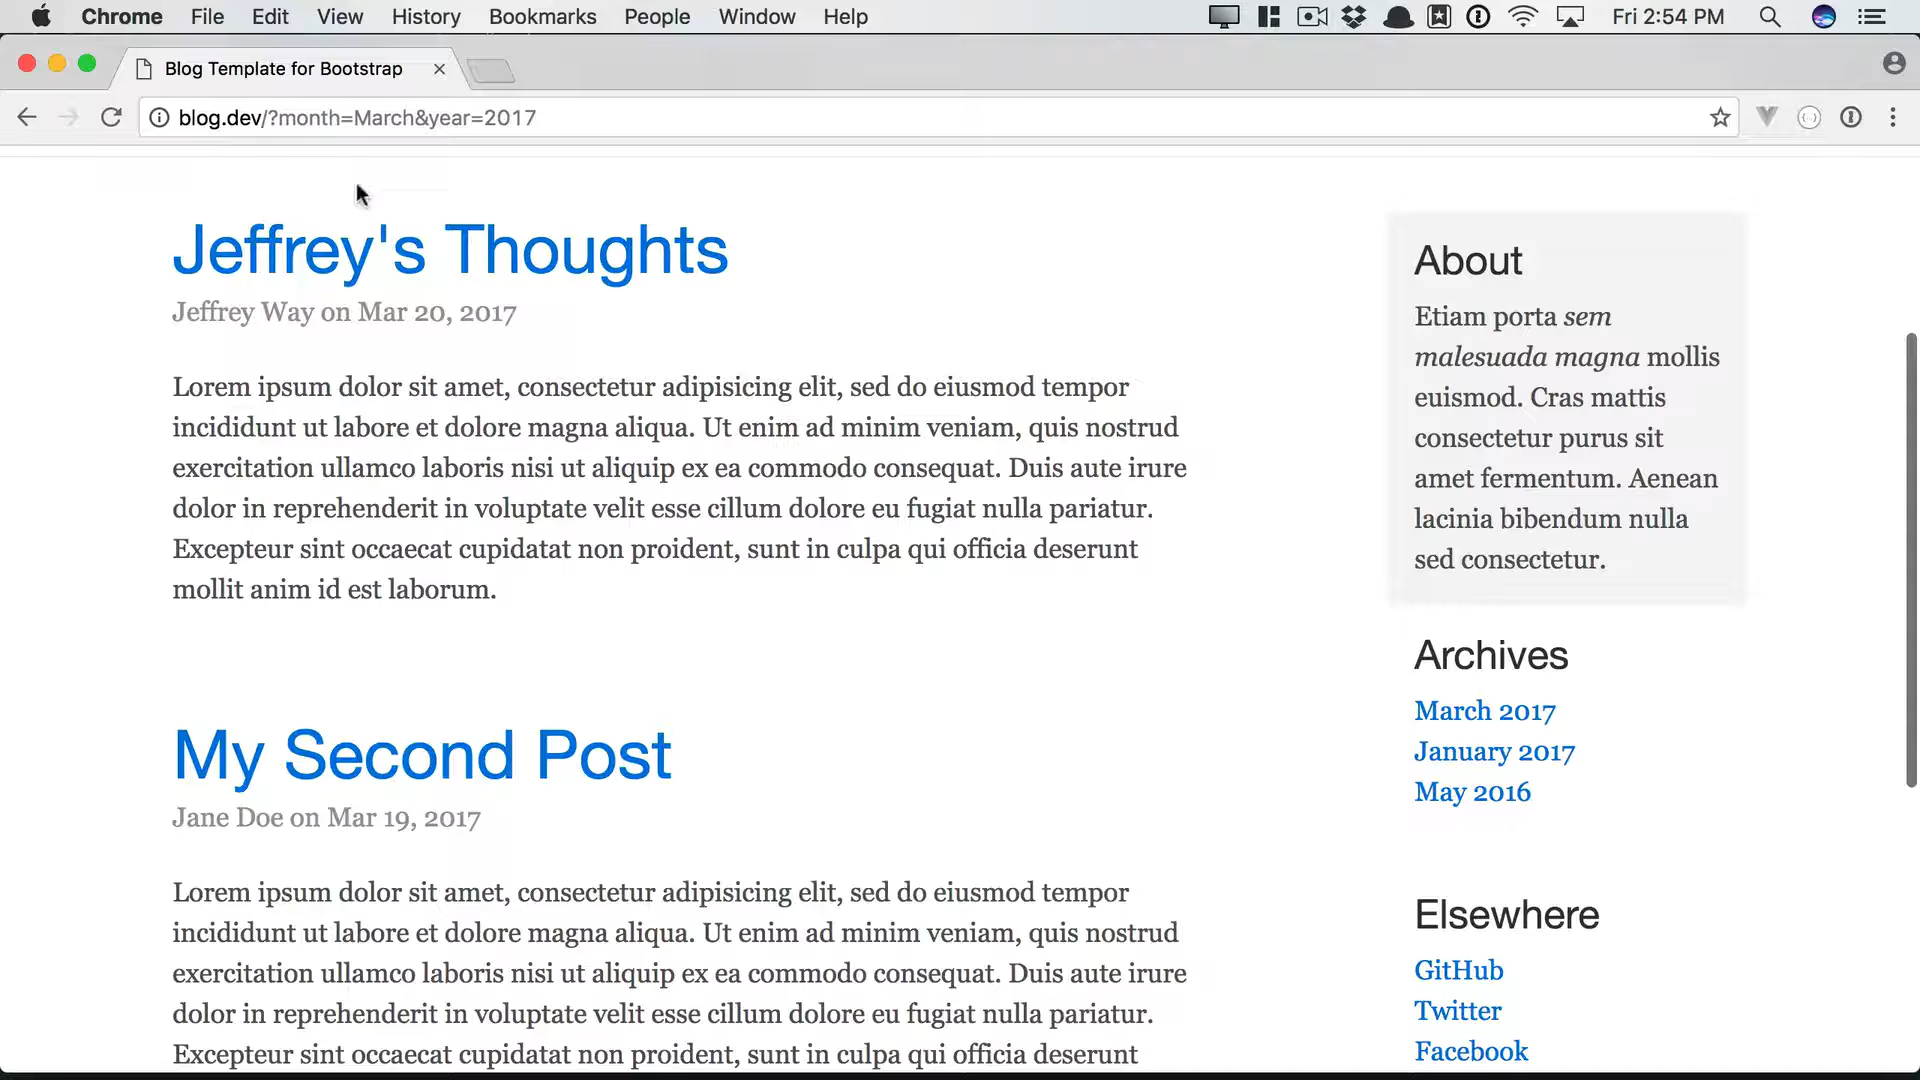 Chrome File Edit View History Bookmarks People Window Help Fri 2:54 PM
Blog Template for Bootstrap
blog.dev/?month=March&year=2017
Jeffrey's Thoughts
Jeffrey Way on Mar 20, 2017
Lorem ipsum dolor sit amet, consectetur adipisicing elit, sed do eiusmod tempor
incididunt ut labore et dolore magna aliqua. Ut enim ad minim veniam, quis nostrud
exercitation ullamco laboris nisi ut aliquip ex ea commodo consequat. Duis aute irure
dolor in reprehenderit in voluptate velit esse cillum dolore eu fugiat nulla pariatur.
Excepteur sint occaecat cupidatat non proident, sunt in culpa qui officia deserunt
mollit anim id est laborum.
My Second Post
Jane Doe on Mar 19, 2017
Lorem ipsum dolor sit amet, consectetur adipisicing elit, sed do eiusmod tempor
incididunt ut labore et dolore magna aliqua. Ut enim ad minim veniam, quis nostrud
exercitation ullamco laboris nisi ut aliquip ex ea commodo consequat. Duis aute irure
dolor in reprehenderit in voluptate velit esse cillum dolore eu fugiat nulla pariatur.
Excepteur sint occaecat cupidatat non proident, sunt in culpa qui officia deserunt
About
Etiam porta sem
malesuada magna mollis
euismod. Cras mattis
consectetur purus sit
amet fermentum. Aenean
lacinia bibendum nulla
sed consectetur.
Archives
March 2017
January 2017
May 2016
Elsewhere
GitHub
Twitter
Facebook